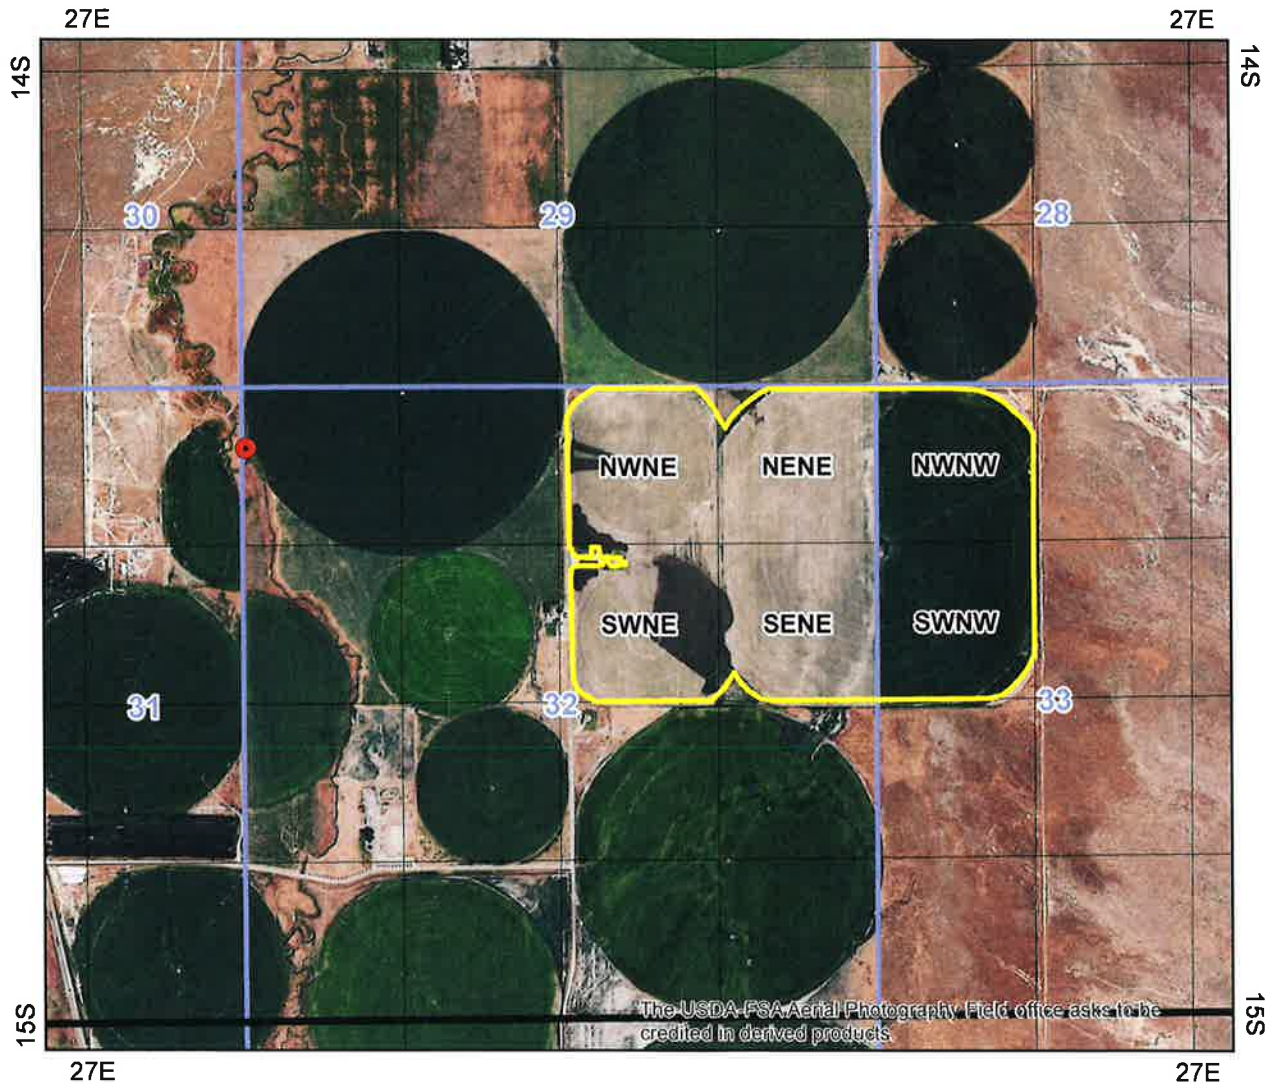 27E 27E
14S 14S
30 29 28
NWNE NENE NWNW
SWNE SENE SWNW
31 32 33
15S 15S
The USDA-FSA Aerial Photography Field office asks to be
credited in derived products
27E 27E